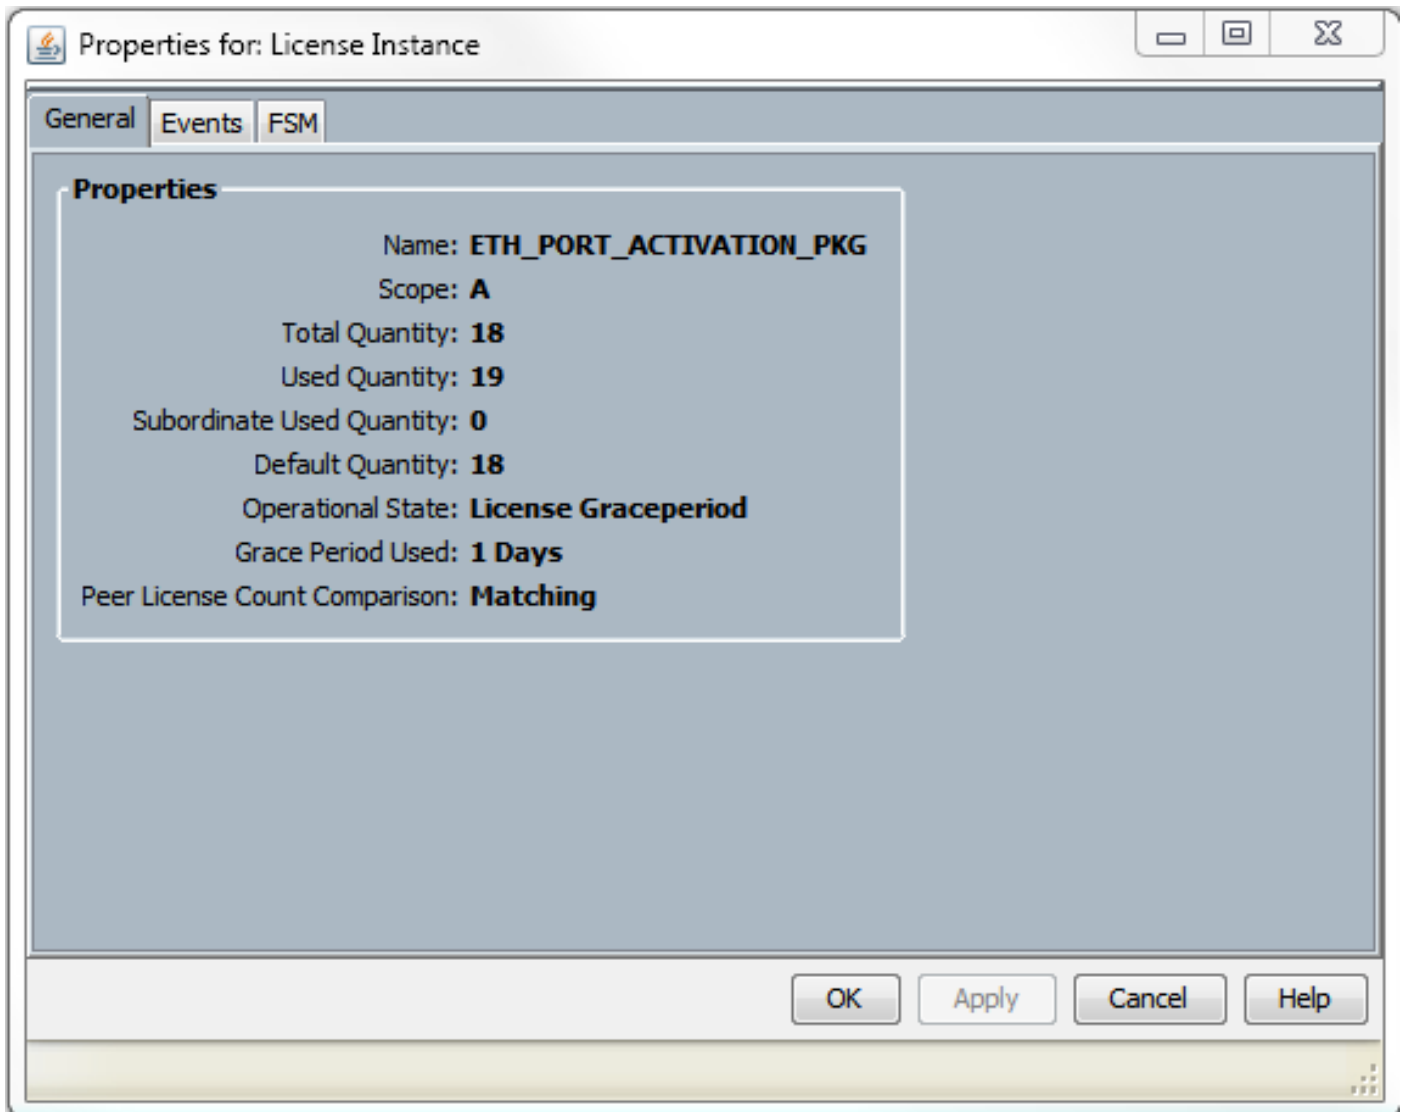 Properties for: License Instance
General Events FSM
Properties
Name: ETH_PORT_ACTIVATION_PKG
Scope: A
Total Quantity: 18
Used Quantity: 19
Subordinate Used Quantity: 0
Default Quantity: 18
Operational State: License Graceperiod
Grace Period Used: 1 Days
Peer License Count Comparison: Matching
OK Apply Cancel Help